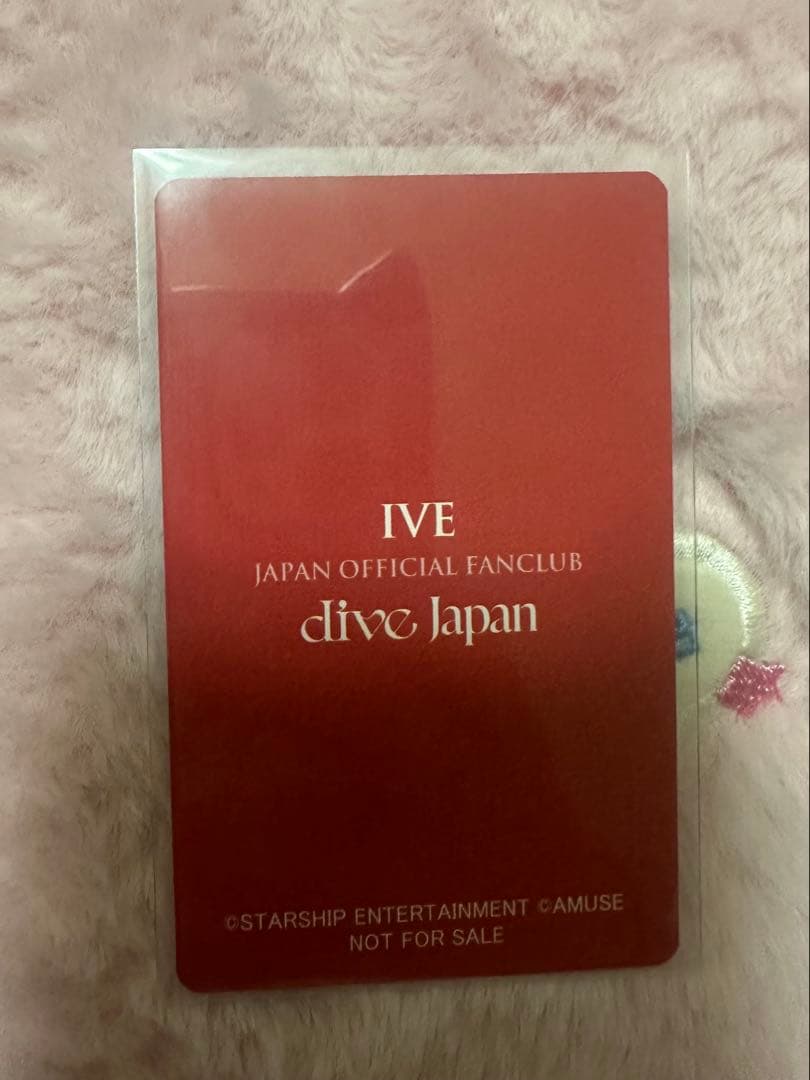 IVE
JAPAN OFFICIAL FANCLUB
dive Japan
©STARSHIP ENTERTAINMENT ©AMUSE
NOT FOR SALE